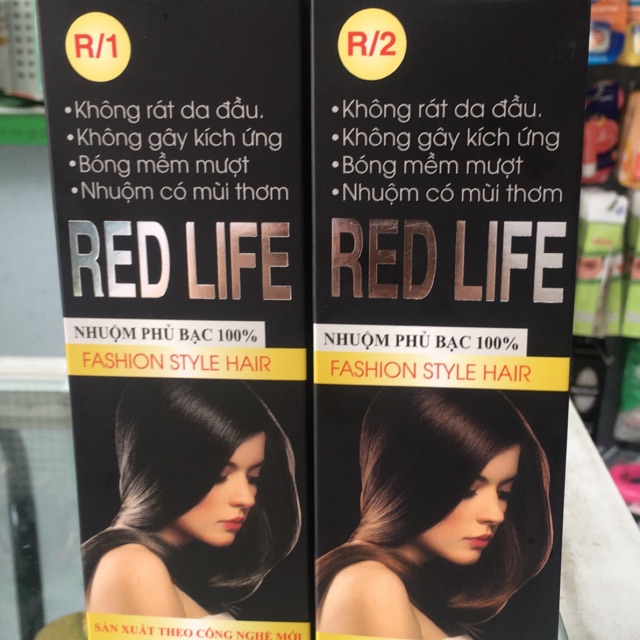 R/1
•Không rát da đầu.
•Không gây kích ứng
•Bóng mềm mượt
•Nhuộm có mùi thơm
RED LIFE
NHUỘM PHỦ BẠC 100%
FASHION STYLE HAIR
SẢN XUẤT THEO CÔNG NGHỆ MỚI
R/2
•Không rát da đầu.
•Không gây kích ứng
•Bóng mềm mượt
•Nhuộm có mùi thơm
RED LIFE
NHUỘM PHỦ BẠC 100%
FASHION STYLE HAIR